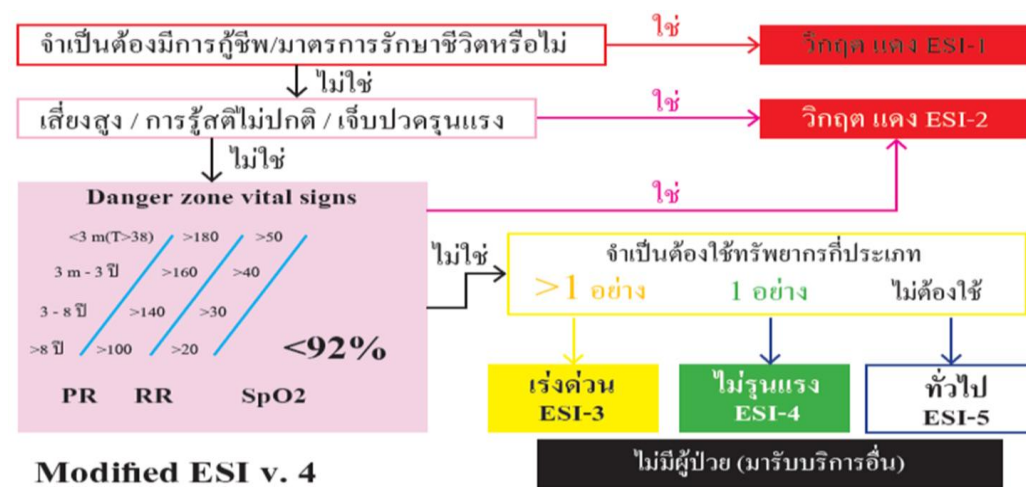 จำเป็นต้องมีการกู้ชีพ/มาตรการรักษาชีวิตหรือไม่
ใช่
วิกฤต แดง ESI-1
ไม่ใช่
เสี่ยงสูง / การรู้สติไม่ปกติ / เจ็บปวดรุนแรง
ใช่
วิกฤต แดง ESI-2
ไม่ใช่
Danger zone vital signs
ใช่
<3 m(T>38) >180 >50
3 m - 3 ปี >160 >40
3 - 8 ปี >140 >30
>8 ปี >100 >20 <92%
PR RR SpO2
ไม่ใช่
จำเป็นต้องใช้ทรัพยากรกี่ประเภท
>1 อย่าง 1 อย่าง ไม่ต้องใช้
เร่งด่วน
ESI-3
ไม่รุนแรง
ESI-4
ทั่วไป
ESI-5
Modified ESI v. 4
ไม่มีผู้ป่วย (มารับบริการอื่น)